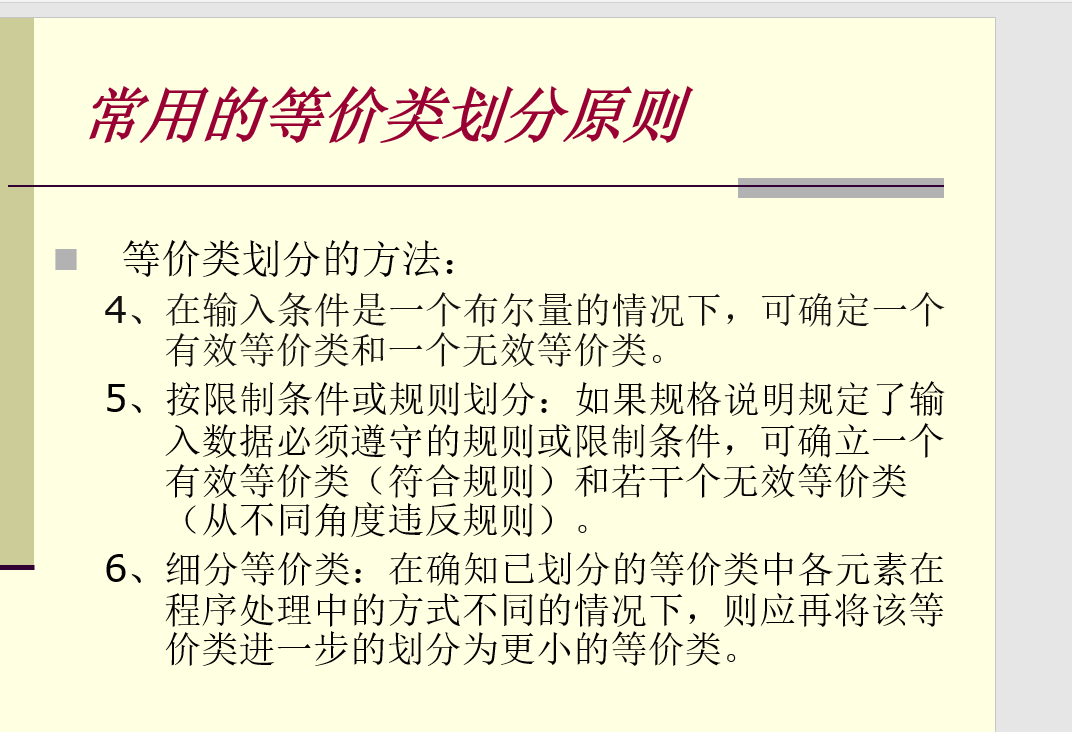 常用的等价类划分原则
等价类划分的方法：
4、在输入条件是一个布尔量的情况下，可确定一个
有效等价类和一个无效等价类。
5、按限制条件或规则划分：如果规格说明规定了输
入数据必须遵守的规则或限制条件，可确立一个
有效等价类（符合规则）和若干个无效等价类
（从不同角度违反规则）。
6、细分等价类：在确知已划分的等价类中各元素在
程序处理中的方式不同的情况下，则应再将该等
价类进一步的划分为更小的等价类。